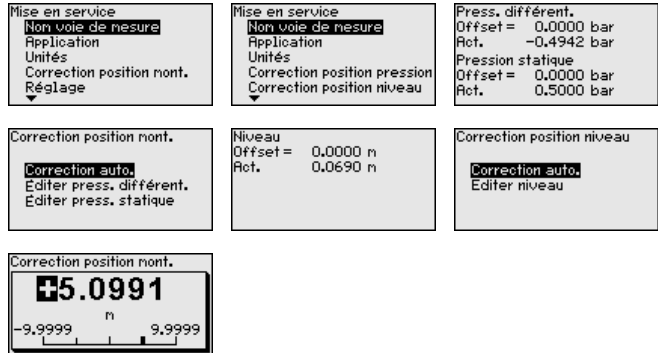 Mise en service
Nom voie de mesure
Application
Unités
Correction position mont.
Réglage
Mise en service
Nom voie de mesure
Application
Unités
Correction position pression
Correction position niveau
Press. différent.
Offset = 0.0000 bar
Act. -0.4942 bar
Pression statique
Offset = 0.0000 bar
Act. 0.5000 bar
Correction position mont.
Correction auto.
Éditer press. différent.
Éditer press. statique
Niveau
Offset = 0.0000 m
Act. 0.0690 m
Correction position niveau
Correction auto.
Editer niveau
Correction position mont.
+5.0991
m
-9.9999 9.9999